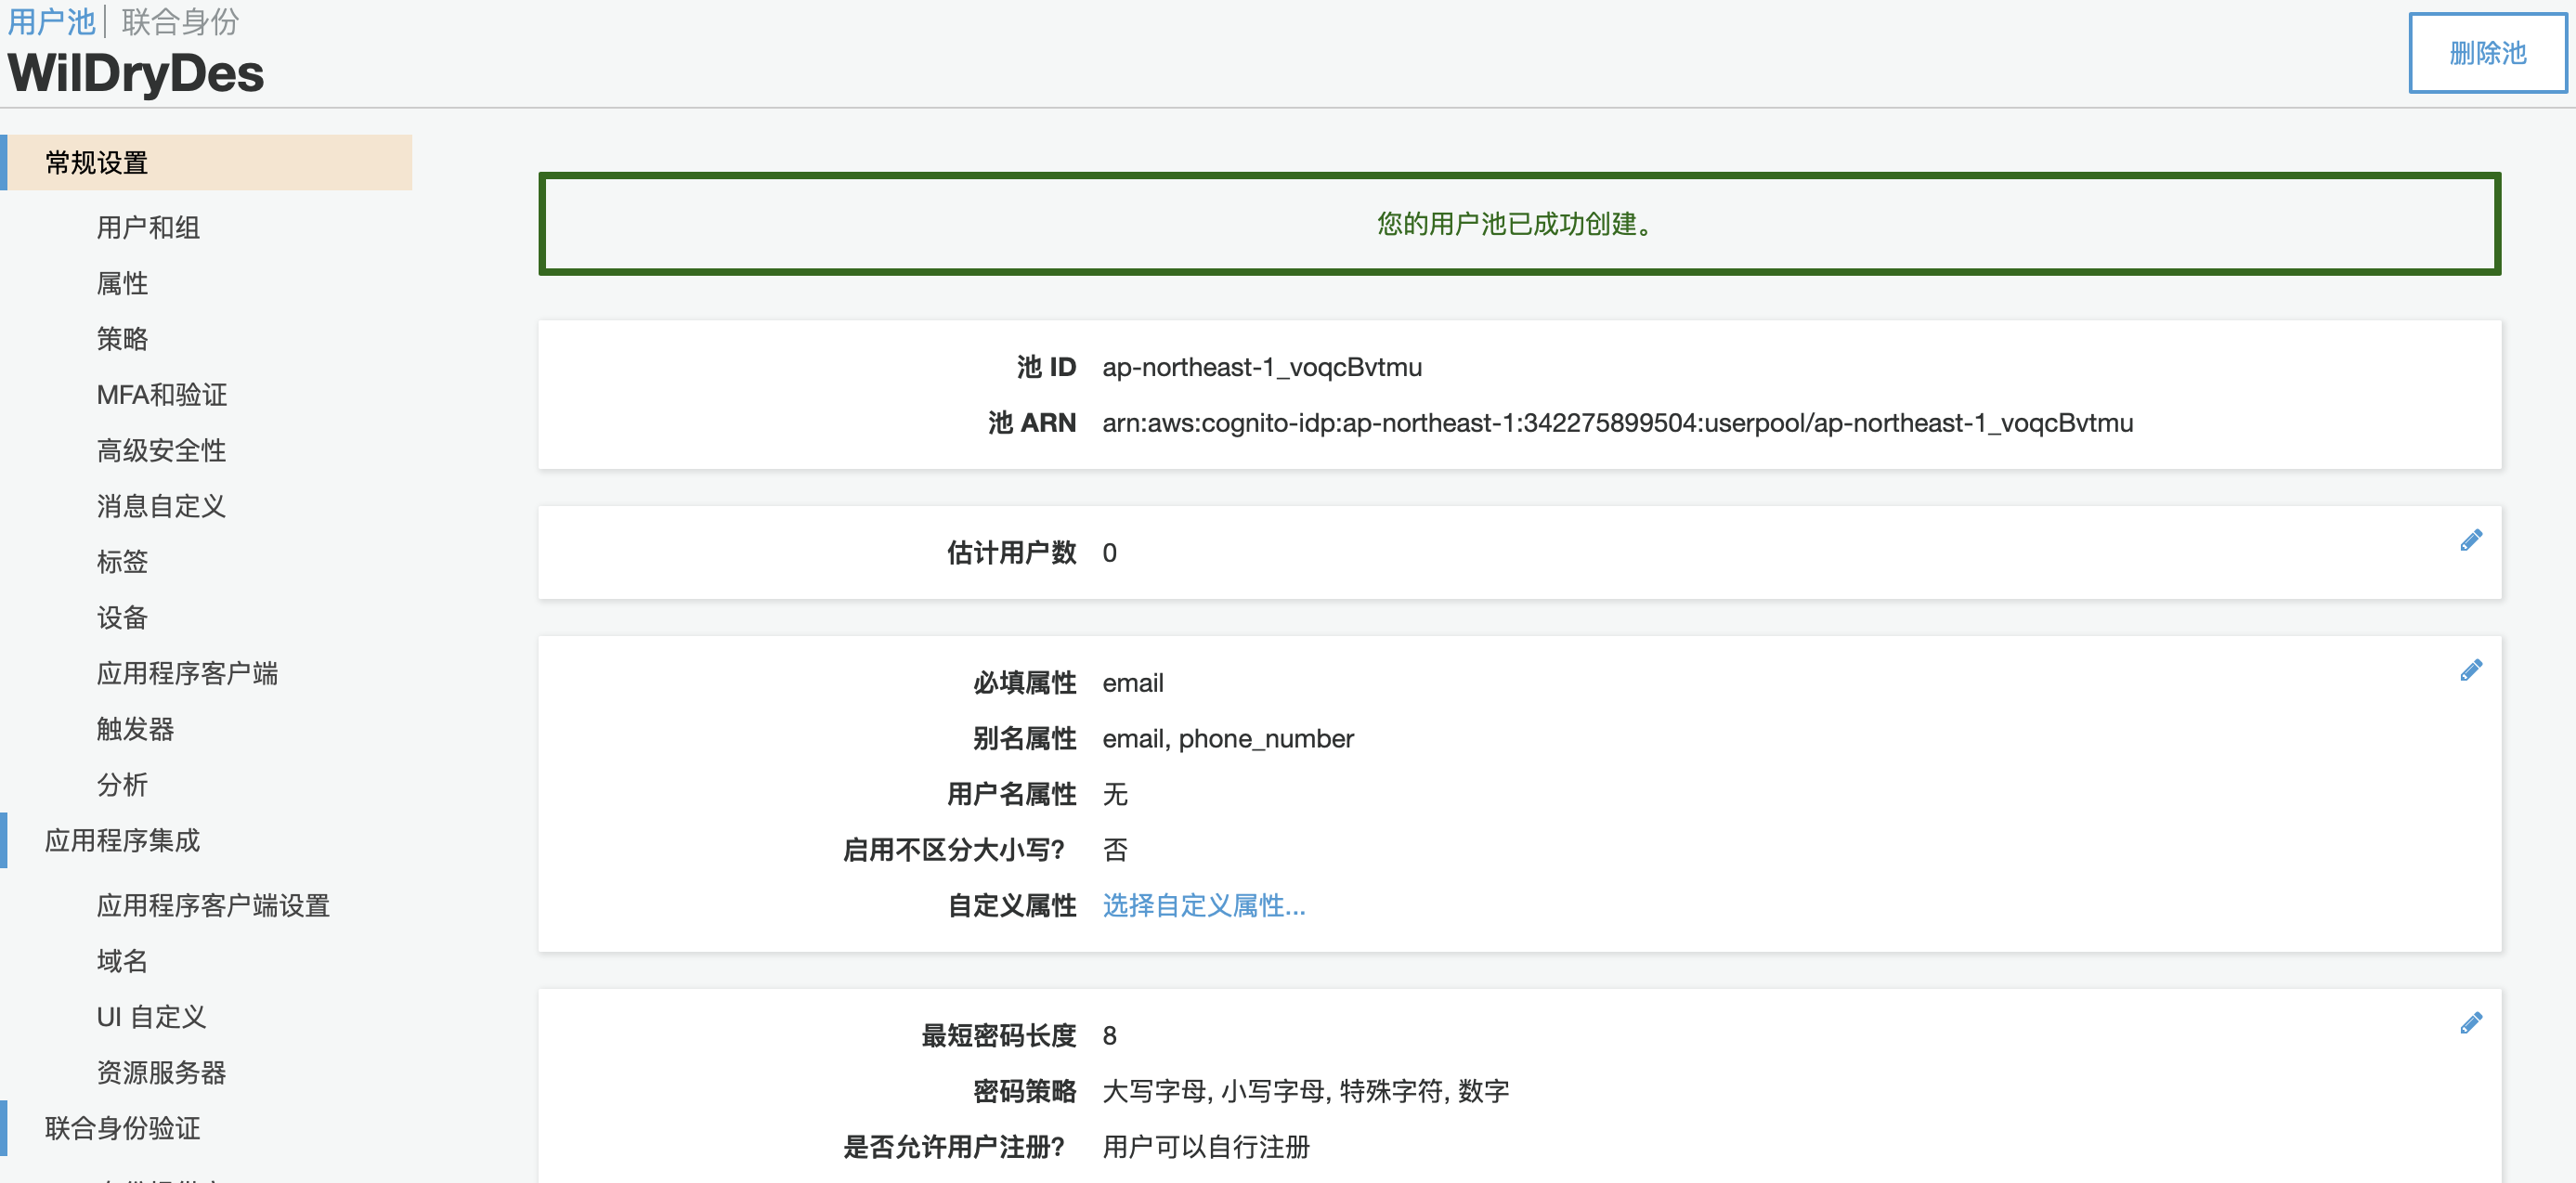 用户池 | 联合身份
WilDryDes
删除池
常规设置
用户和组
属性
策略
MFA和验证
高级安全性
消息自定义
标签
设备
应用程序客户端
触发器
分析
应用程序集成
应用程序客户端设置
域名
UI 自定义
资源服务器
联合身份验证
您的用户池已成功创建。
池 ID ap-northeast-1_voqcBvtmu
池 ARN arn:aws:cognito-idp:ap-northeast-1:342275899504:userpool/ap-northeast-1_voqcBvtmu
估计用户数 0
必填属性 email
别名属性 email, phone_number
用户名属性 无
启用不区分大小写? 否
自定义属性 选择自定义属性...
最短密码长度 8
密码策略 大写字母, 小写字母, 特殊字符, 数字
是否允许用户注册? 用户可以自行注册